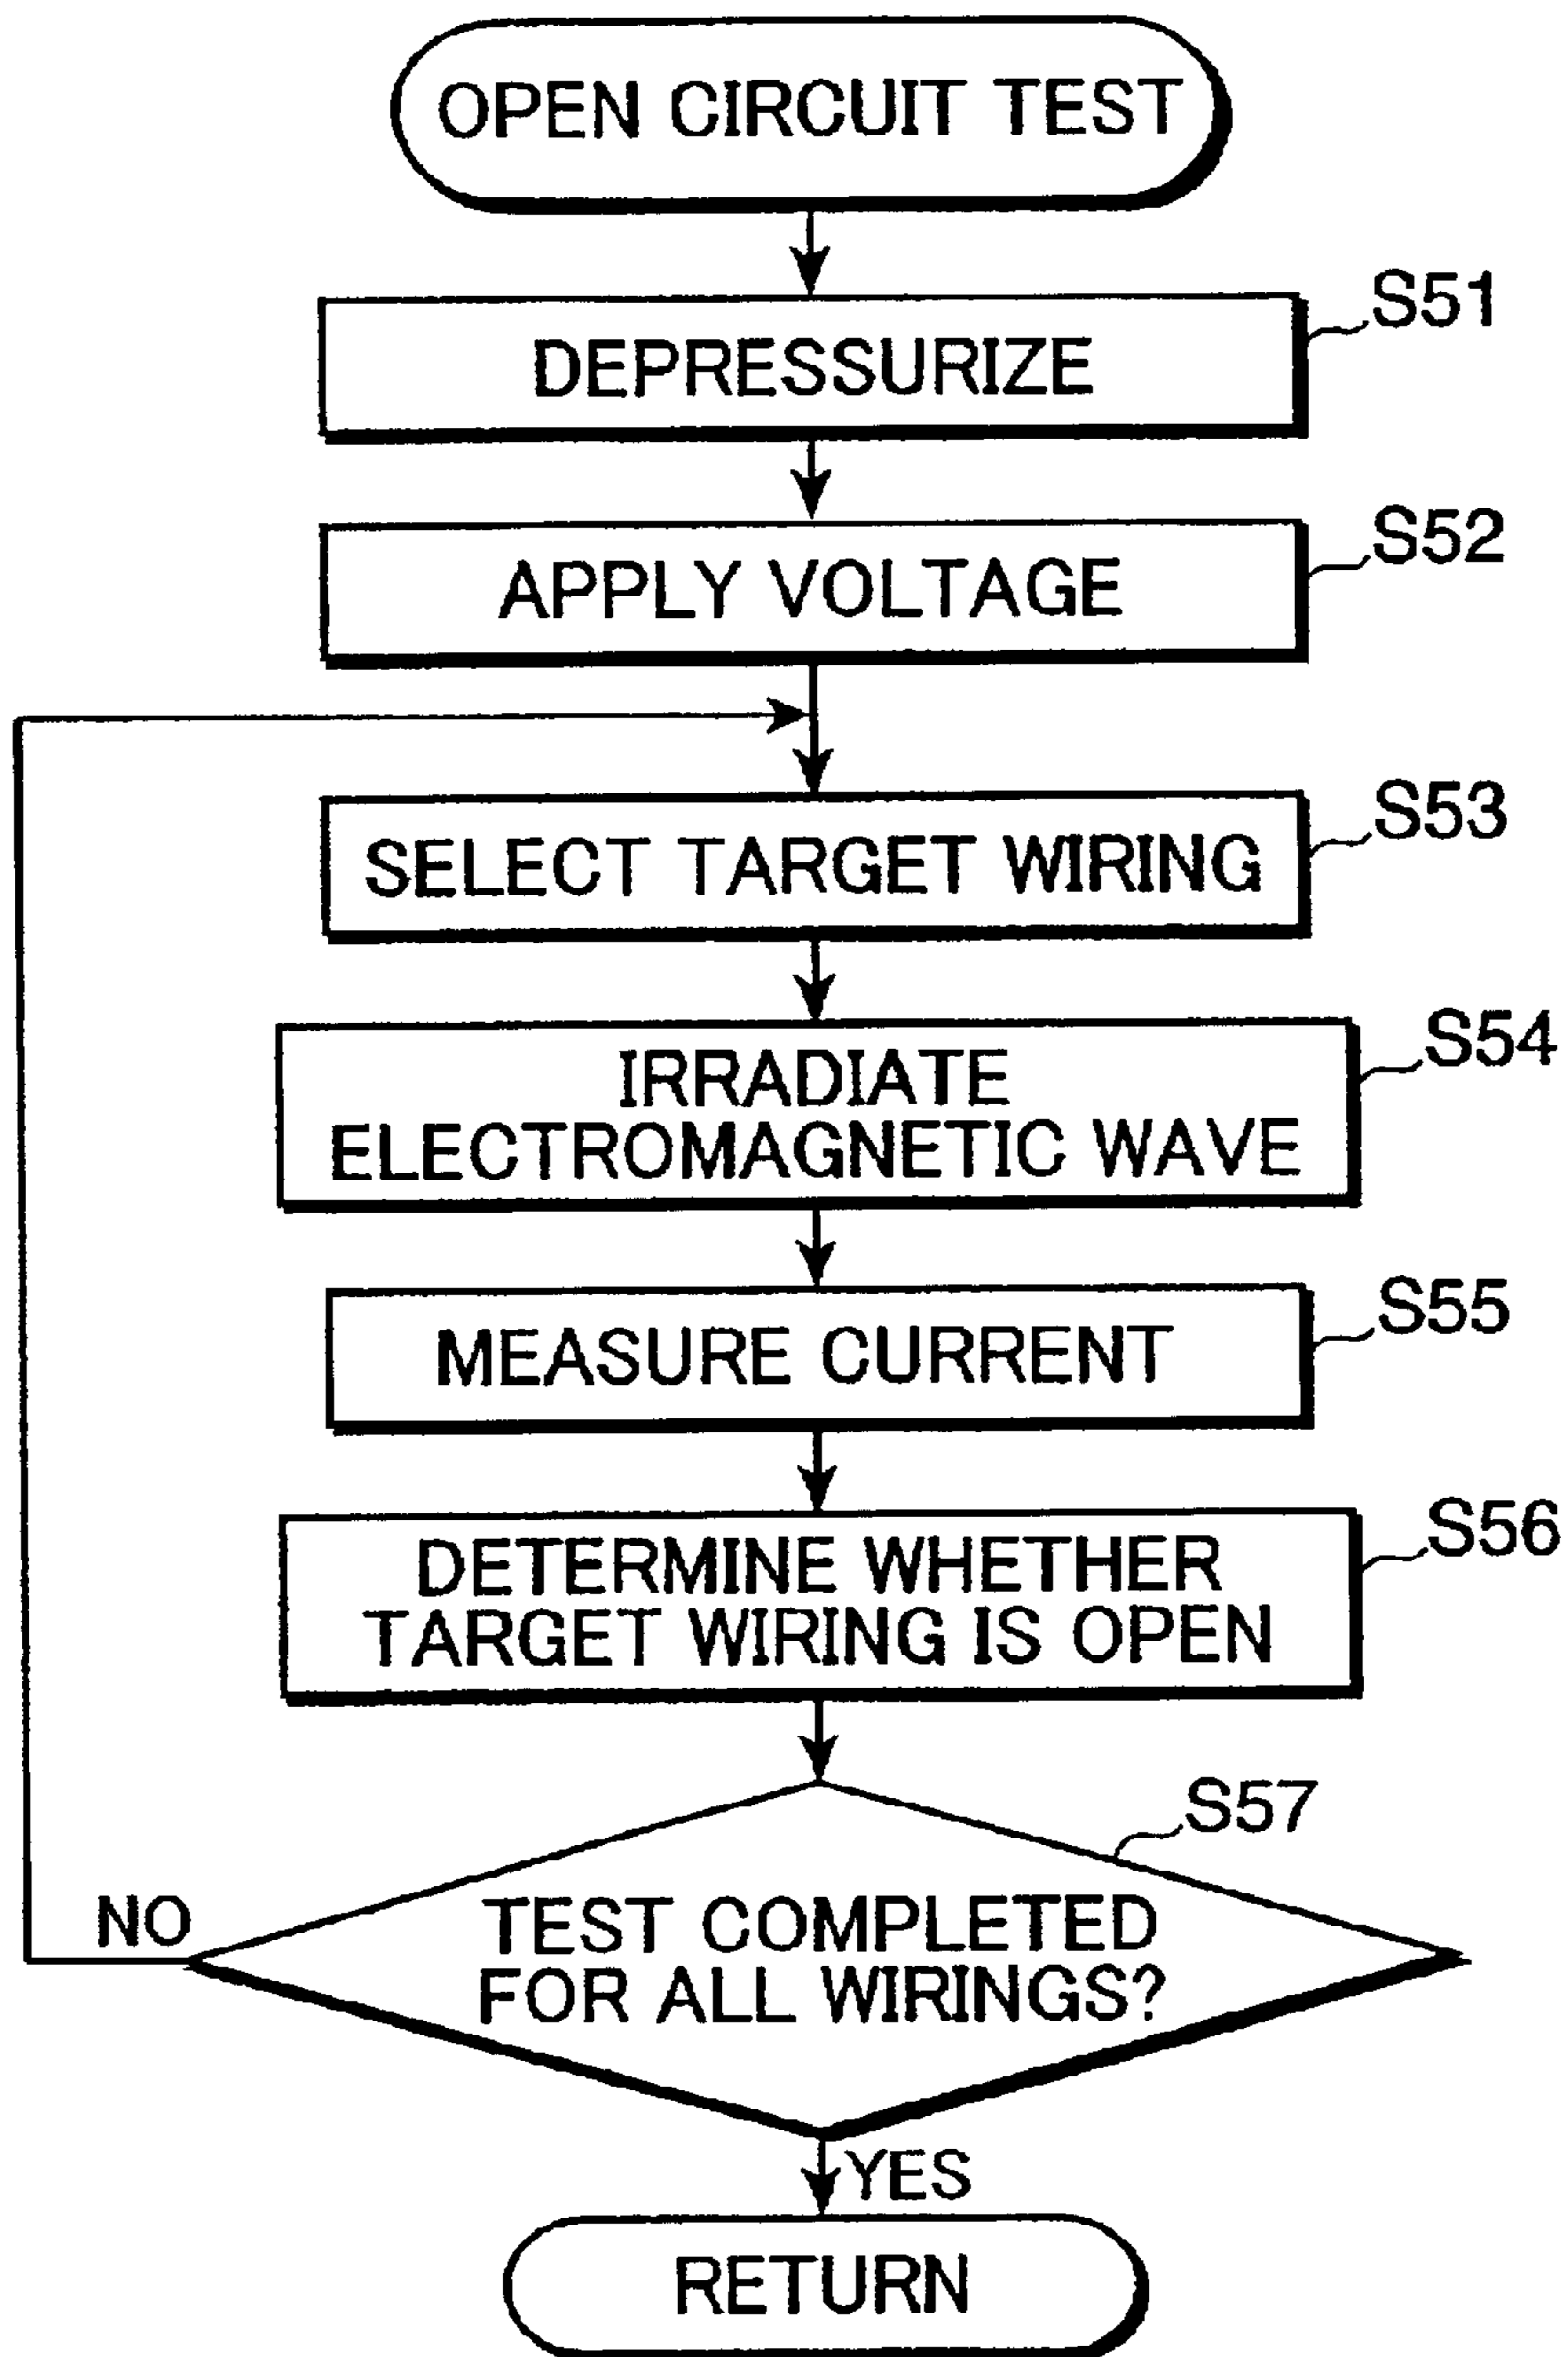 OPEN CIRCUIT TEST
S51
DEPRESSURIZE
S52
APPLY VOLTAGE
S53
SELECT TARGET WIRING
S54
IRRADIATE
ELECTROMAGNETIC WAVE
S55
MEASURE CURRENT
S56
DETERMINE WHETHER
TARGET WIRING IS OPEN
S57
NO
TEST COMPLETED
FOR ALL WIRINGS?
YES
RETURN